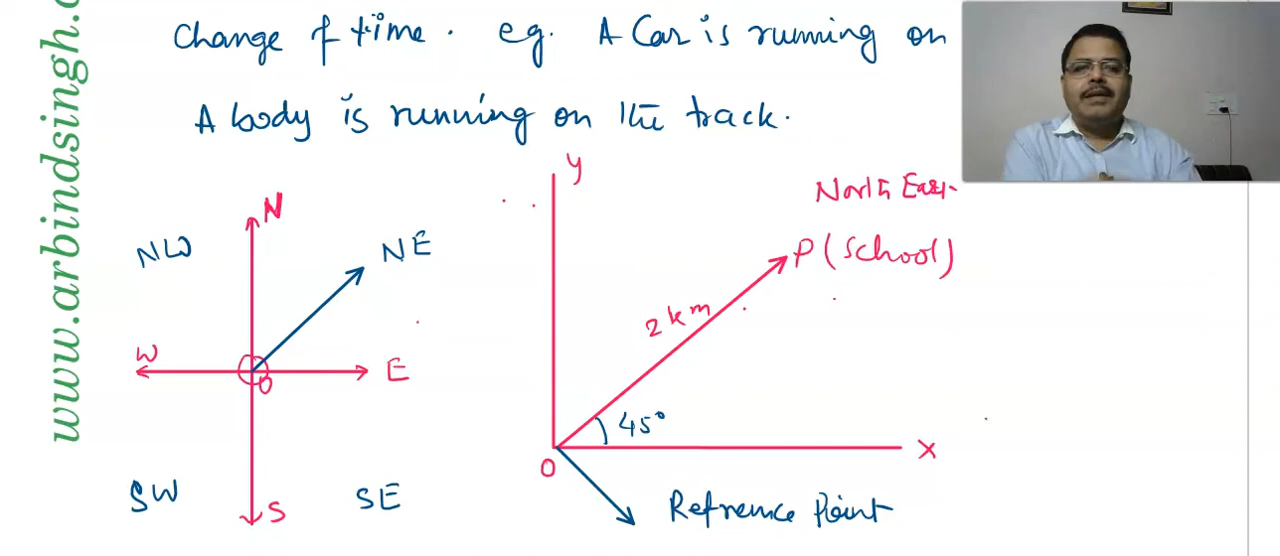 Change of time. eg. A Car is running on
A body is running on the track.
www.arbindsingh.c
N
NW
NE
W
E
O
SW
SE
S
y
North East
P (School)
2 km
45°
O
X
Refrence Point